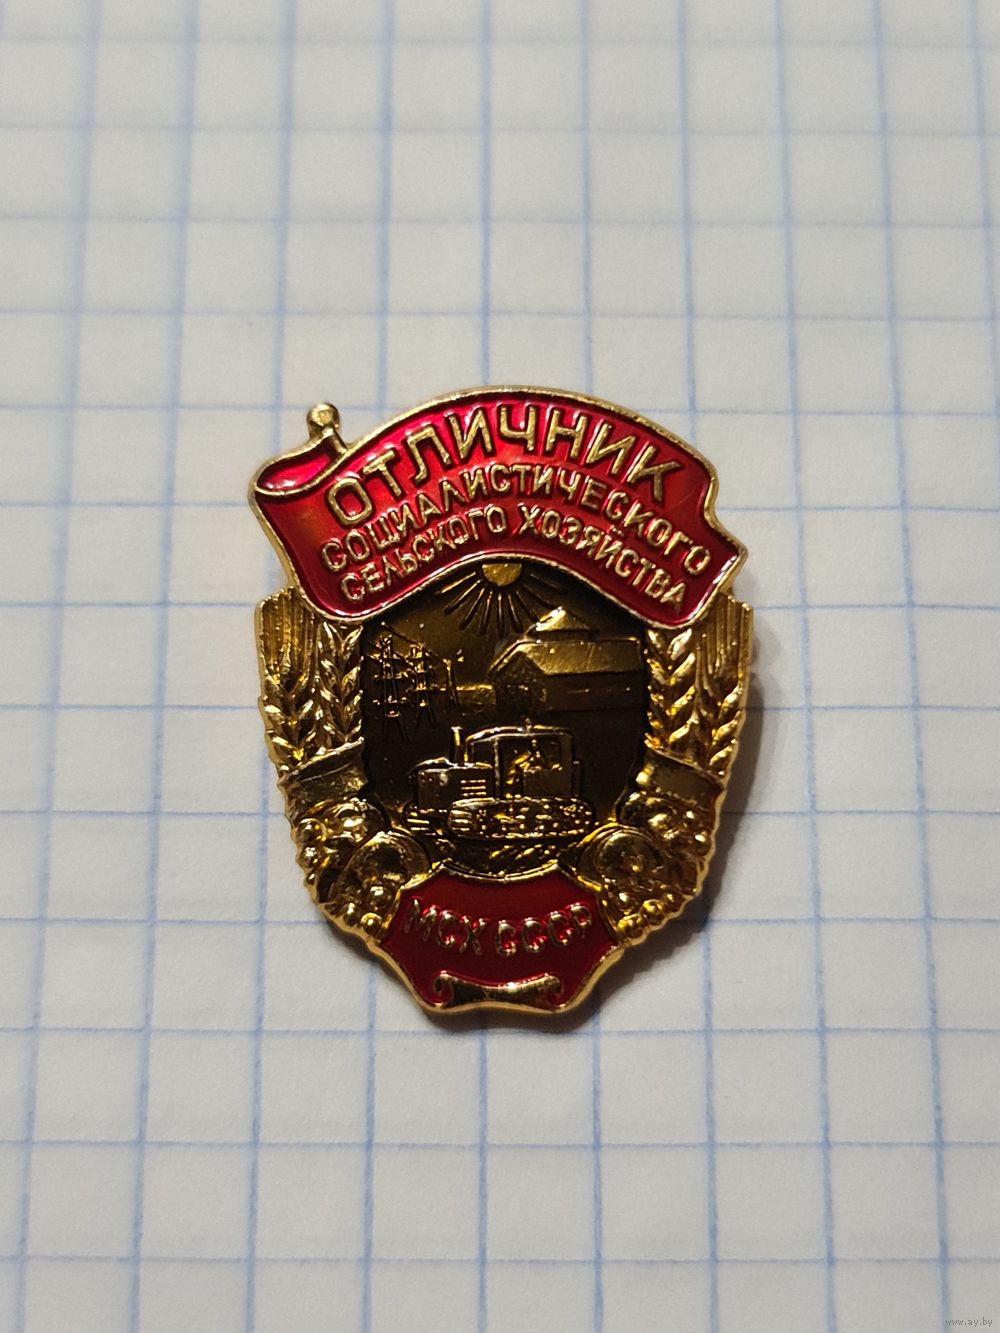 ОТЛИЧНИК
СОЦИАЛИСТИЧЕСКОГО
СЕЛЬСКОГО ХОЗЯЙСТВА
МСХ СССР
www.ay.by